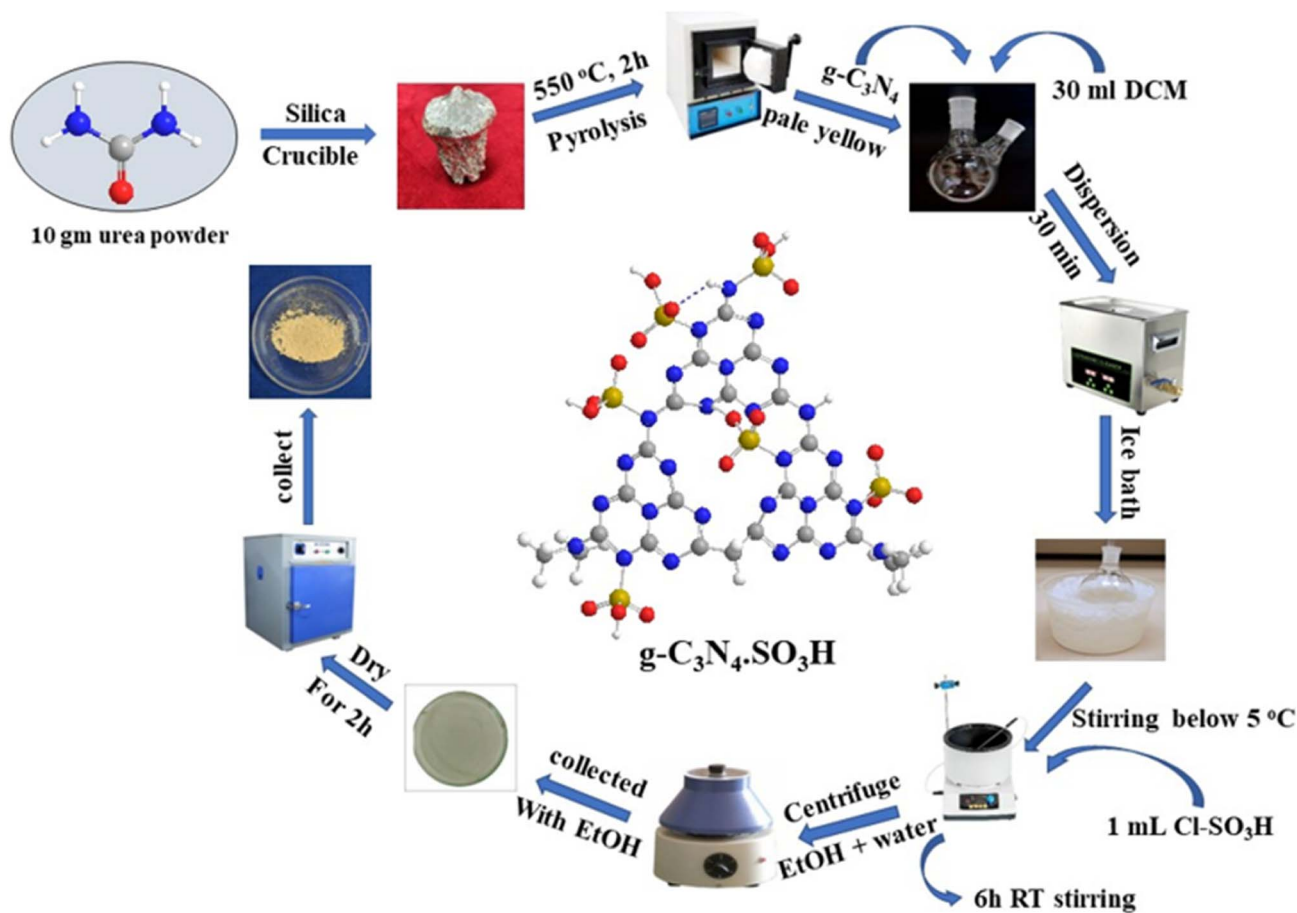 10 gm urea powder
Silica
Crucible
550 °C, 2h
Pyrolysis
g-C₃N₄
pale yellow
30 ml DCM
Dispersion
30 min
Ice bath
Stirring below 5 °C
1 mL Cl-SO₃H
6h RT stirring
Centrifuge
EtOH + water
collected
With EtOH
Dry
For 2h
collect
g-C₃N₄.SO₃H